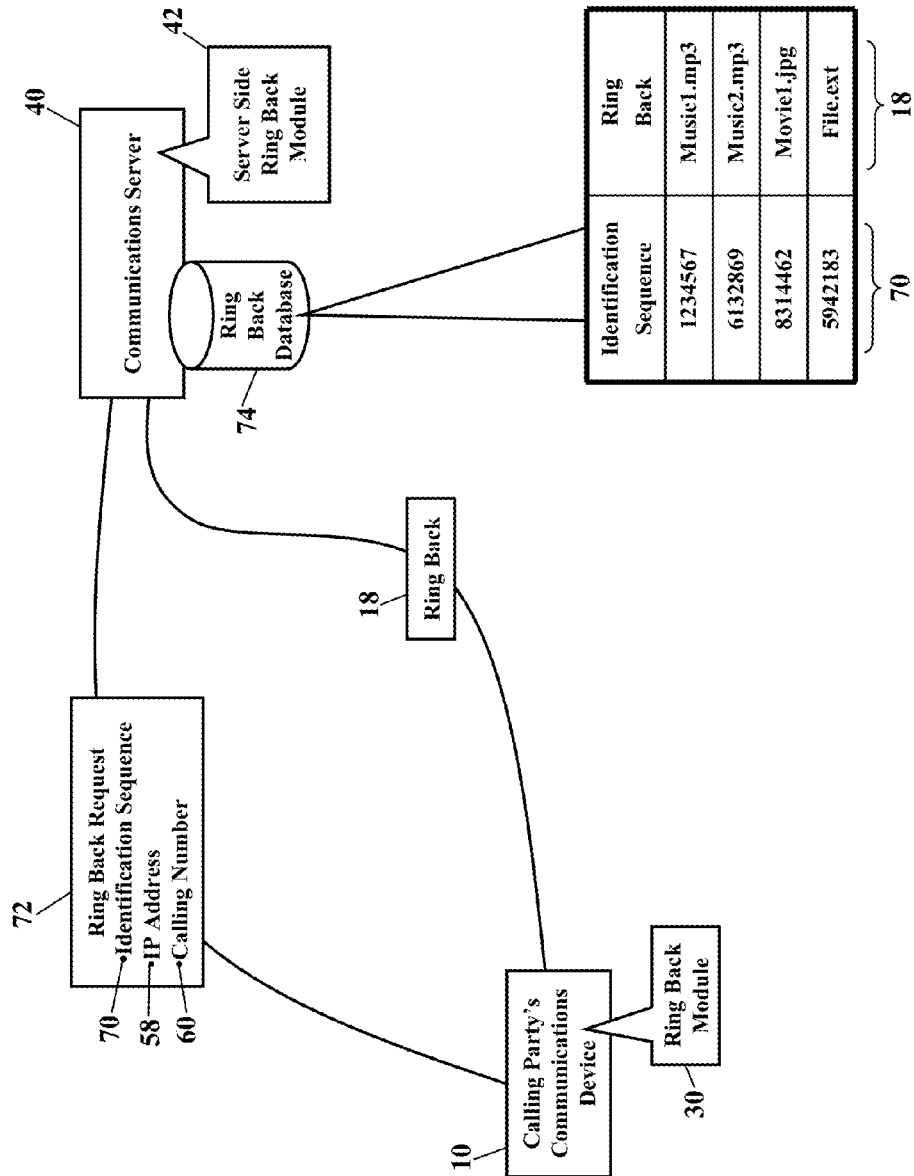 72
Ring Back Request
70
•Identification Sequence
58
•IP Address
60
•Calling Number
40
Communications Server
42
Server Side
Ring Back
Module
Ring
Back
Database
74
18
Ring Back
10
Calling Party's
Communications
Device
Ring Back
Module
30
Identification
Sequence
Ring
Back
1234567
Music1.mp3
6132869
Music2.mp3
8314462
Movie1.jpg
5942183
File.ext
70
18